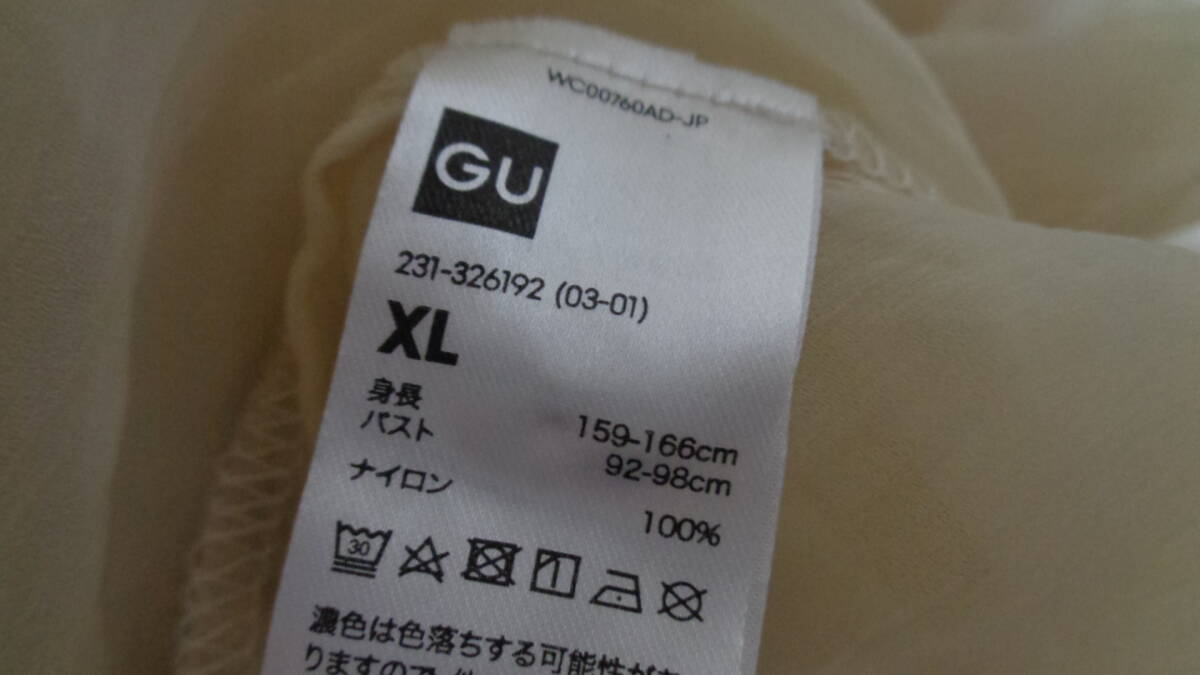 WC00760AD-JP
GU
231-326192 (03-01)
XL
身長 159-166cm
バスト 92-98cm
ナイロン 100%
30
濃色は色落ちする可能性が
りますので